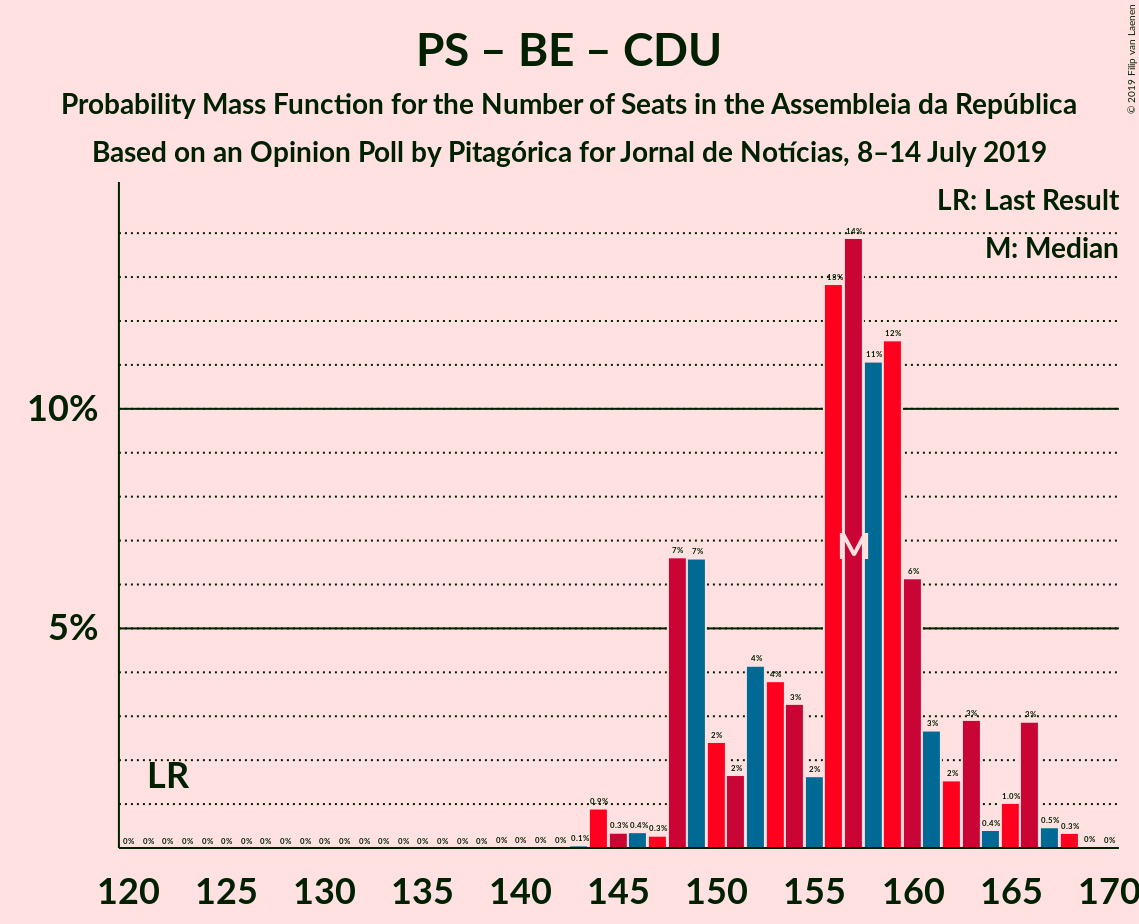 PS – BE – CDU
Probability Mass Function for the Number of Seats in the Assembleia da República
Based on an Opinion Poll by Pitagórica for Jornal de Notícias, 8–14 July 2019
© 2019 Filip van Laenen
LR: Last Result
M: Median
10%
5%
LR
M
0% 0% 0% 0% 0% 0% 0% 0% 0% 0% 0% 0% 0% 0% 0% 0% 0% 0% 0% 0% 0% 0% 0% 0.1% 0.9% 0.3% 0.4% 0.3% 7% 7% 2% 2% 4% 4% 3% 2% 13% 14% 11% 12% 6% 3% 2% 3% 0.4% 1.0% 3% 0.5% 0.3% 0% 0%
120 125 130 135 140 145 150 155 160 165 170